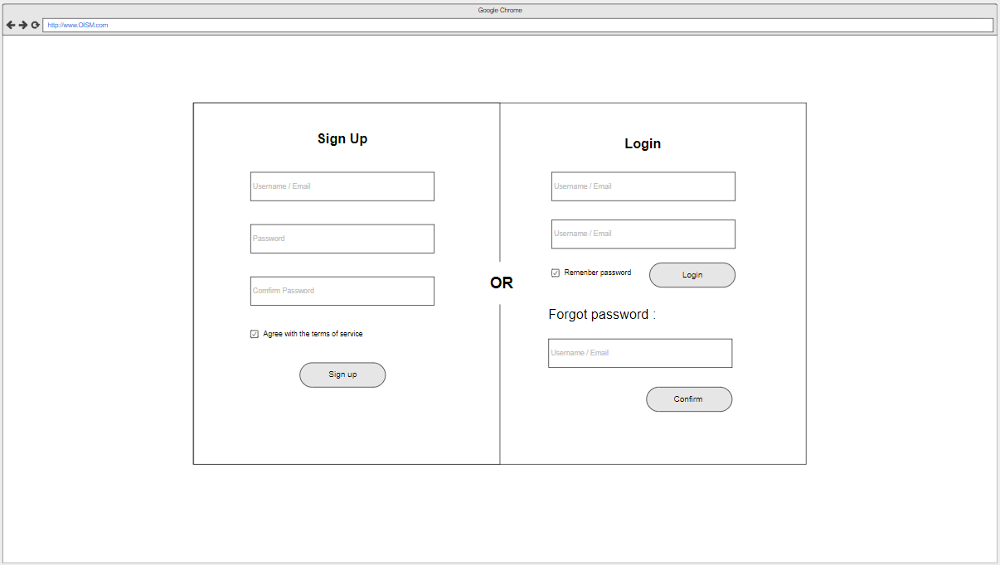 Google Chrome
http://www.OISM.com
Sign Up
Username / Email
Password
Comfirm Password
Agree with the terms of service
Sign up
OR
Login
Username / Email
Username / Email
Remenber password
Login
Forgot password :
Username / Email
Confirm